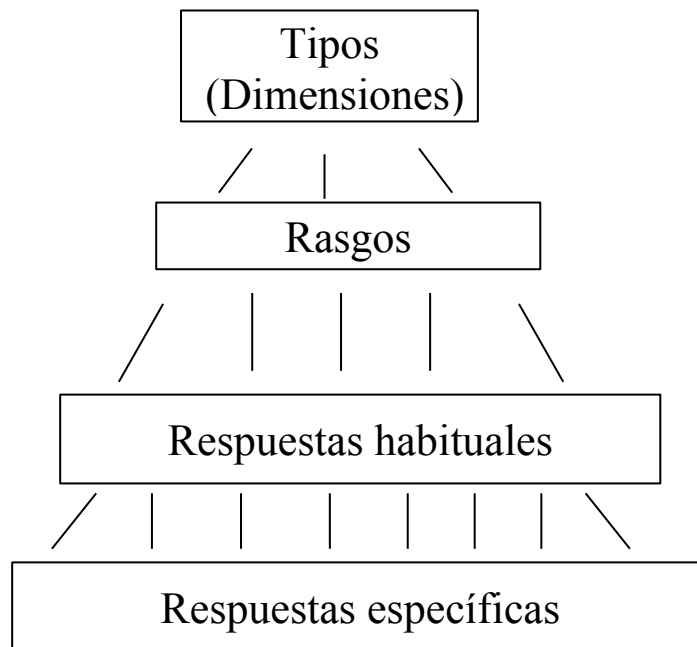 Tipos
(Dimensiones)
Rasgos
Respuestas habituales
Respuestas específicas